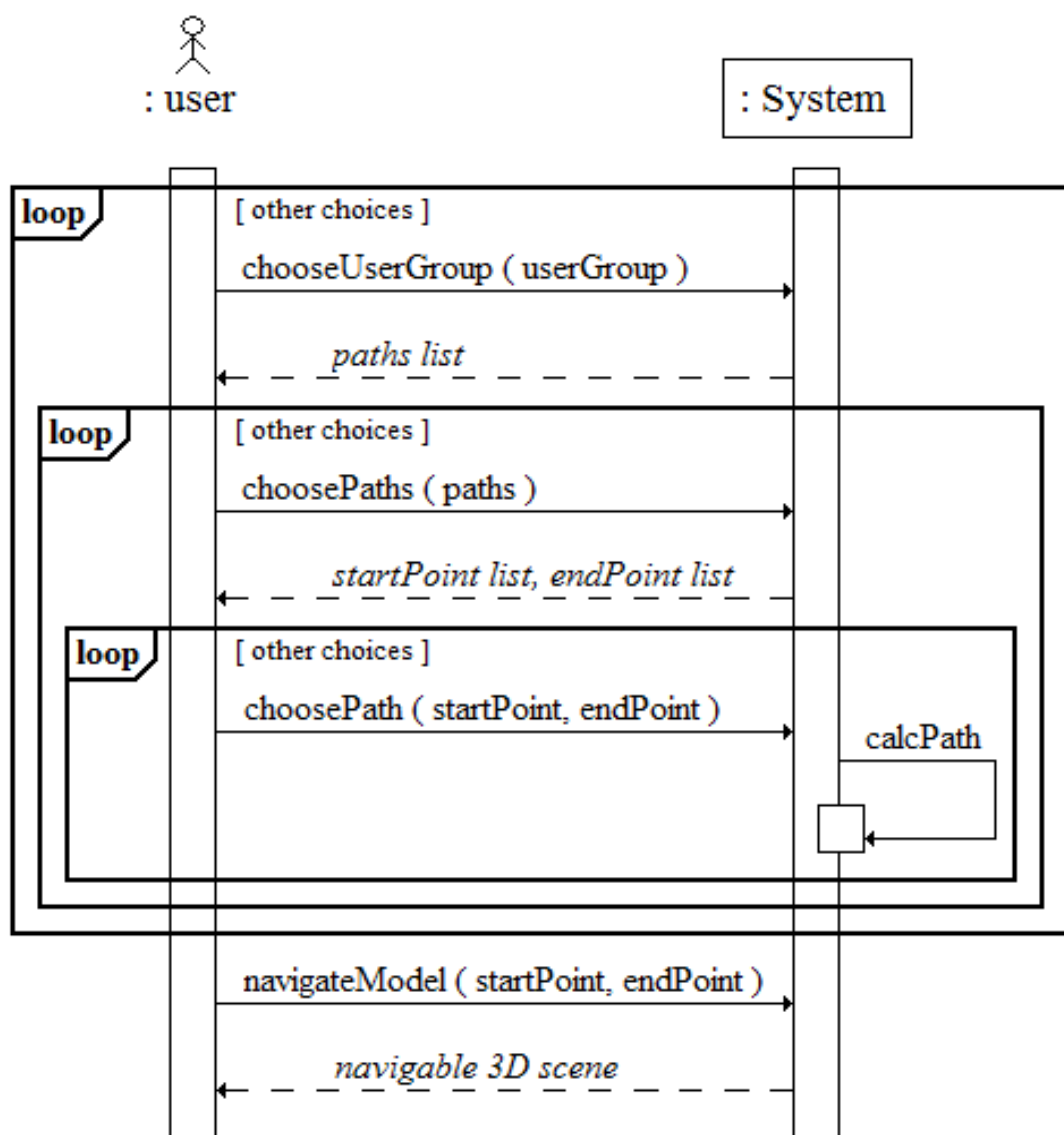 : user
: System
loop
[ other choices ]
chooseUserGroup ( userGroup )
paths list
loop
[ other choices ]
choosePaths ( paths )
startPoint list, endPoint list
loop
[ other choices ]
choosePath ( startPoint, endPoint )
calcPath
navigateModel ( startPoint, endPoint )
navigable 3D scene